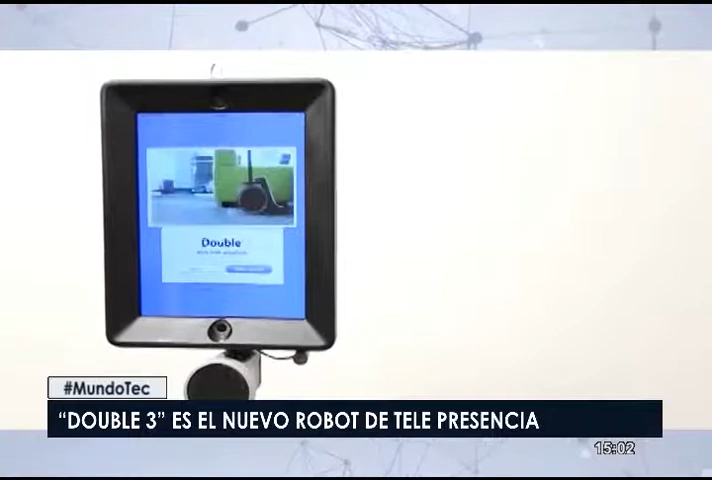 Double
#MundoTec
“DOUBLE 3” ES EL NUEVO ROBOT DE TELE PRESENCIA
15:02